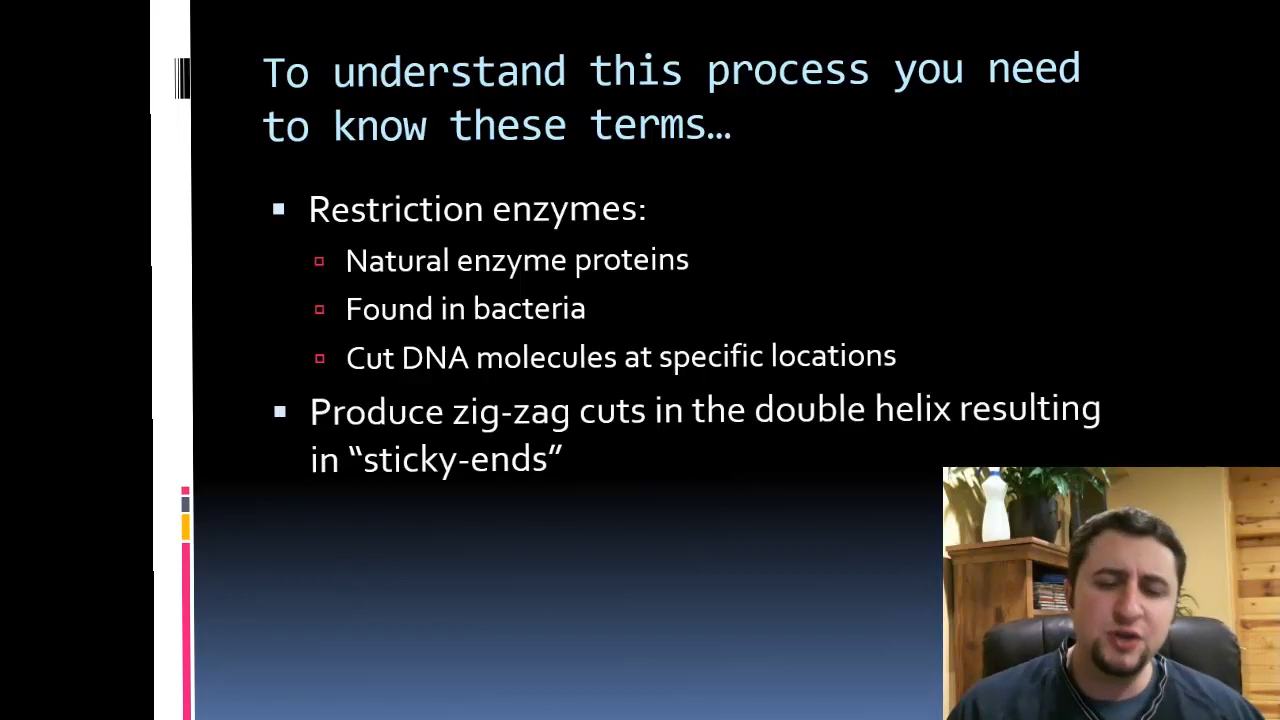 To understand this process you need
to know these terms…
Restriction enzymes:
Natural enzyme proteins
Found in bacteria
Cut DNA molecules at specific locations
Produce zig-zag cuts in the double helix resulting
in “sticky-ends”